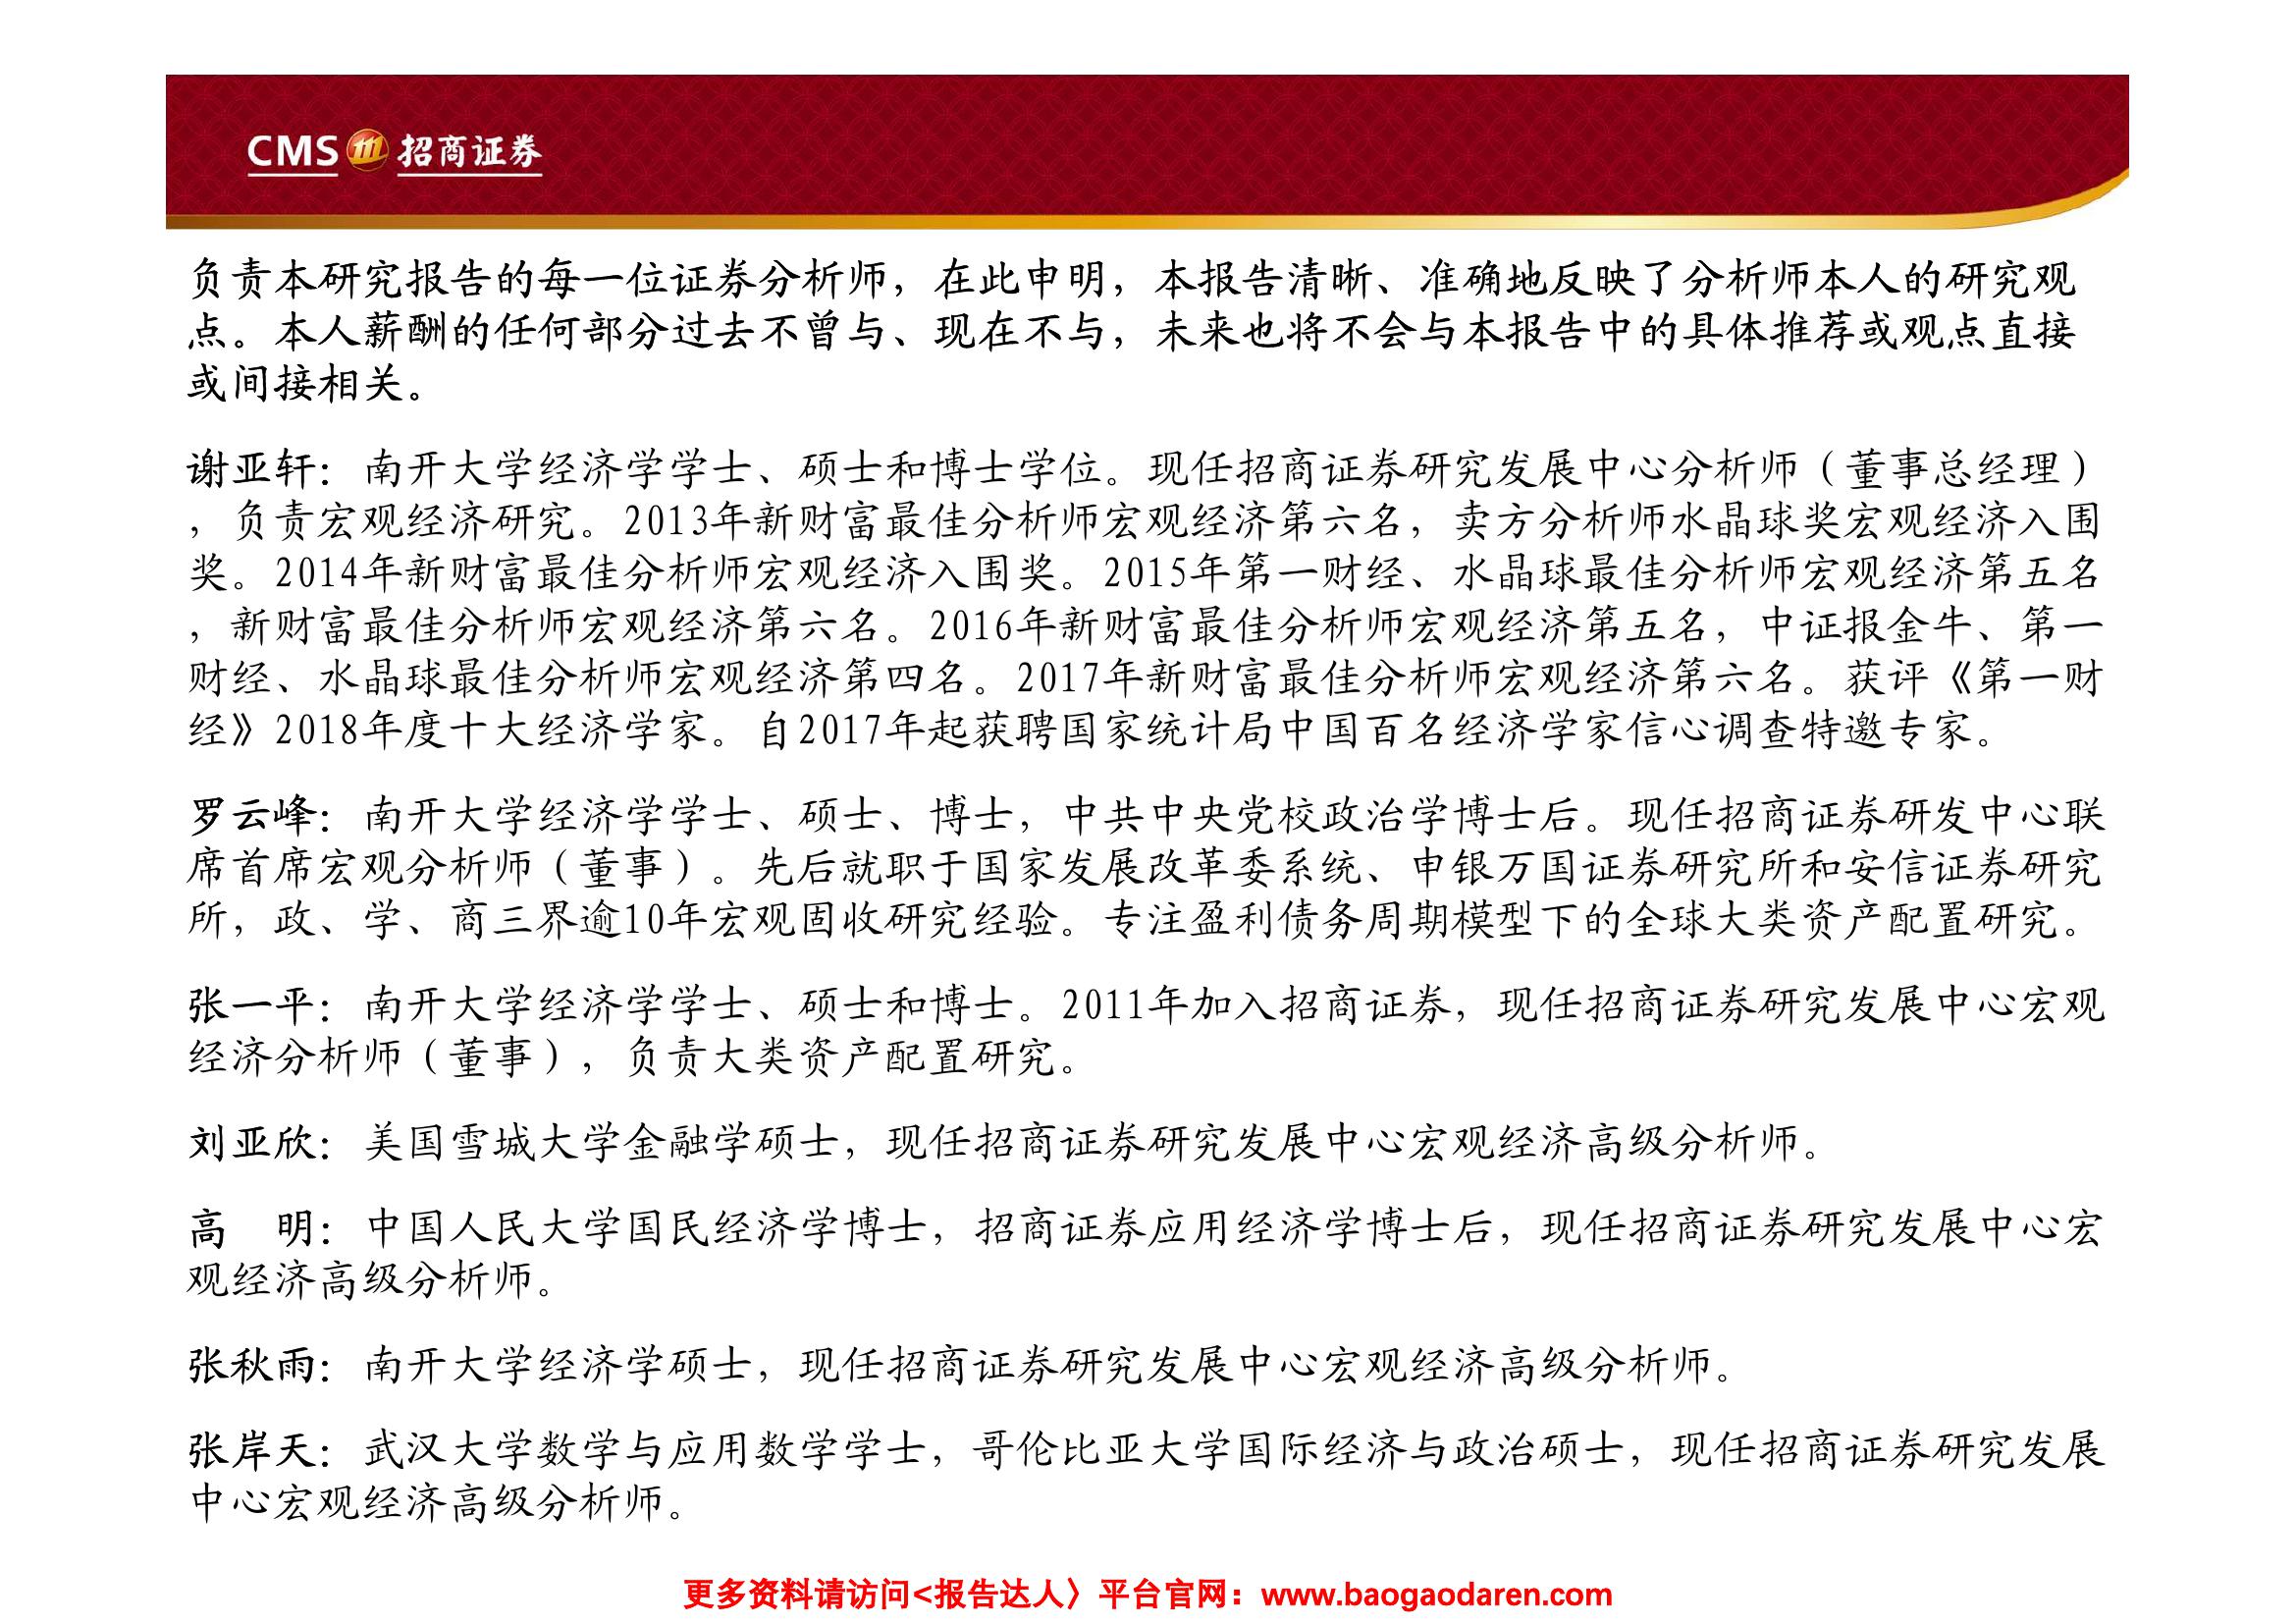 CMS 招商证券
负责本研究报告的每一位证券分析师，在此申明，本报告清晰、准确地反映了分析师本人的研究观
点。本人薪酬的任何部分过去不曾与、现在不与，未来也将不会与本报告中的具体推荐或观点直接
或间接相关。
谢亚轩：南开大学经济学学士、硕士和博士学位。现任招商证券研究发展中心分析师（董事总经理）
，负责宏观经济研究。2013年新财富最佳分析师宏观经济第六名，卖方分析师水晶球奖宏观经济入围
奖。2014年新财富最佳分析师宏观经济入围奖。2015年第一财经、水晶球最佳分析师宏观经济第五名
，新财富最佳分析师宏观经济第六名。2016年新财富最佳分析师宏观经济第五名，中证报金牛、第一
财经、水晶球最佳分析师宏观经济第四名。2017年新财富最佳分析师宏观经济第六名。获评《第一财
经》2018年度十大经济学家。自2017年起获聘国家统计局中国百名经济学家信心调查特邀专家。
罗云峰：南开大学经济学学士、硕士、博士，中共中央党校政治学博士后。现任招商证券研发中心联
席首席宏观分析师（董事）。先后就职于国家发展改革委系统、申银万国证券研究所和安信证券研究
所，政、学、商三界逾10年宏观固收研究经验。专注盈利债务周期模型下的全球大类资产配置研究。
张一平：南开大学经济学学士、硕士和博士。2011年加入招商证券，现任招商证券研究发展中心宏观
经济分析师（董事），负责大类资产配置研究。
刘亚欣：美国雪城大学金融学硕士，现任招商证券研究发展中心宏观经济高级分析师。
高　明：中国人民大学国民经济学博士，招商证券应用经济学博士后，现任招商证券研究发展中心宏
观经济高级分析师。
张秋雨：南开大学经济学硕士，现任招商证券研究发展中心宏观经济高级分析师。
张岸天：武汉大学数学与应用数学学士，哥伦比亚大学国际经济与政治硕士，现任招商证券研究发展
中心宏观经济高级分析师。
更多资料请访问<报告达人〉平台官网：www.baogaodaren.com